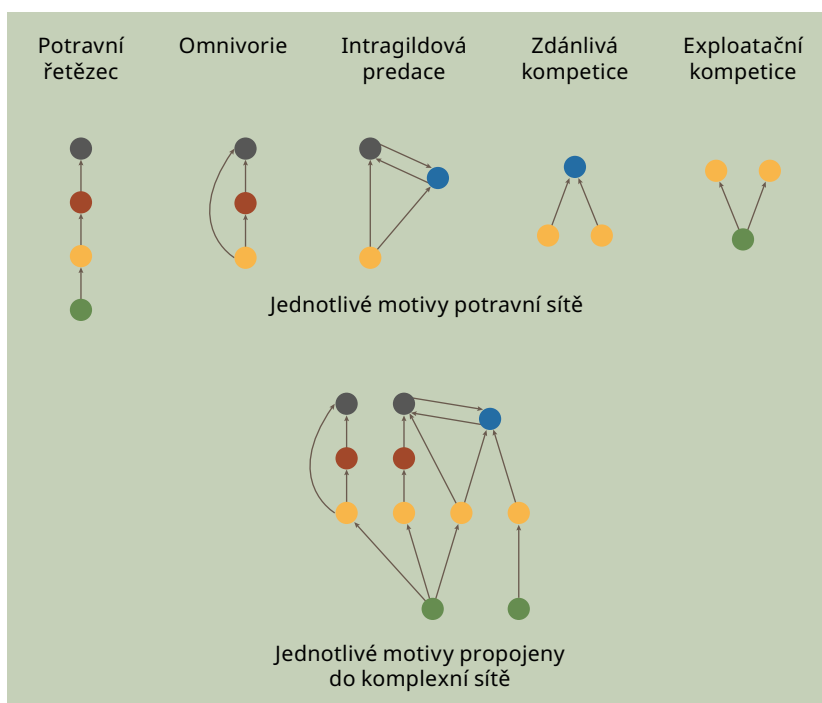 Potravní
řetězec
Omnivorie
Intragildová
predace
Zdánlivá
kompetice
Exploatační
kompetice
Jednotlivé motivy potravní sítě
Jednotlivé motivy propojeny
do komplexní sítě